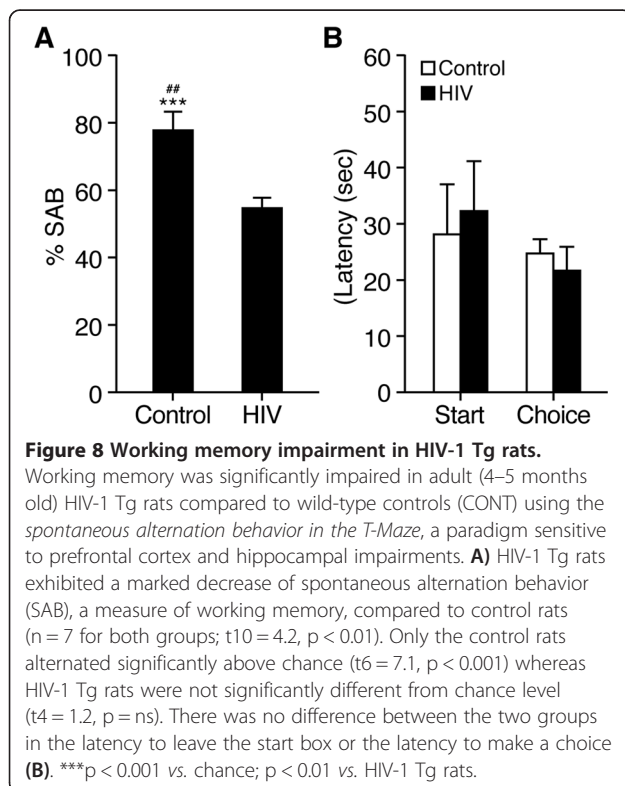 A
B
% SAB
100
80
60
40
20
0
##
***
Control
HIV
(Latency (sec)
60
50
40
30
20
10
0
Control
HIV
Start
Choice
Figure 8 Working memory impairment in HIV-1 Tg rats.
Working memory was significantly impaired in adult (4–5 months
old) HIV-1 Tg rats compared to wild-type controls (CONT) using the
spontaneous alternation behavior in the T-Maze, a paradigm sensitive
to prefrontal cortex and hippocampal impairments. A) HIV-1 Tg rats
exhibited a marked decrease of spontaneous alternation behavior
(SAB), a measure of working memory, compared to control rats
(n = 7 for both groups; t10 = 4.2, p < 0.01). Only the control rats
alternated significantly above chance (t6 = 7.1, p < 0.001) whereas
HIV-1 Tg rats were not significantly different from chance level
(t4 = 1.2, p = ns). There was no difference between the two groups
in the latency to leave the start box or the latency to make a choice
(B). ***p < 0.001 vs. chance; p < 0.01 vs. HIV-1 Tg rats.